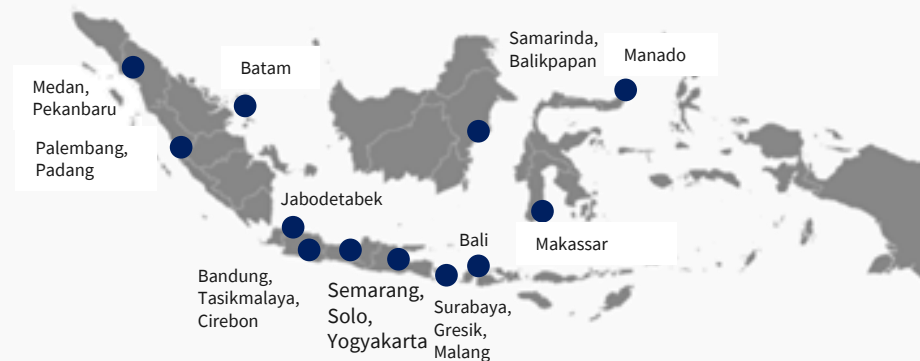 Samarinda,
Balikpapan
Manado
Batam
Medan,
Pekanbaru
Palembang,
Padang
Jabodetabek
Bali
Makassar
Bandung,
Tasikmalaya,
Cirebon
Semarang,
Solo,
Yogyakarta
Surabaya,
Gresik,
Malang